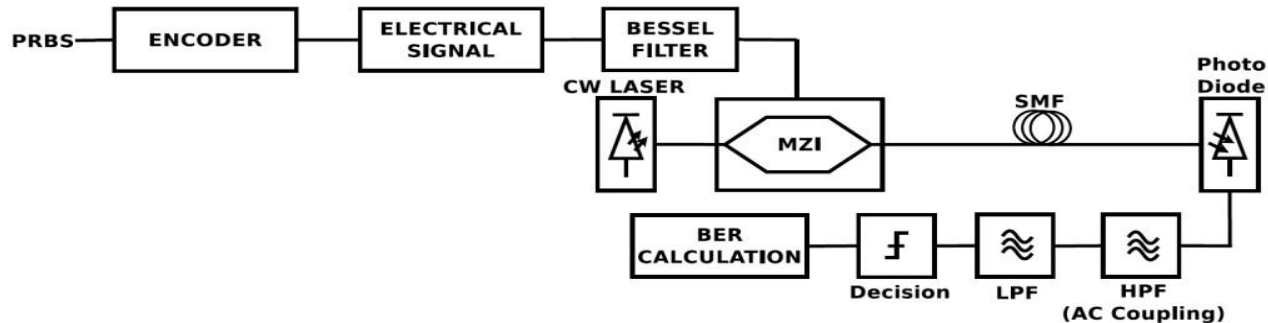 PRBS
ENCODER
ELECTRICAL
SIGNAL
BESSEL
FILTER
CW LASER
MZI
SMF
Photo
Diode
BER
CALCULATION
Decision
LPF
HPF
(AC Coupling)